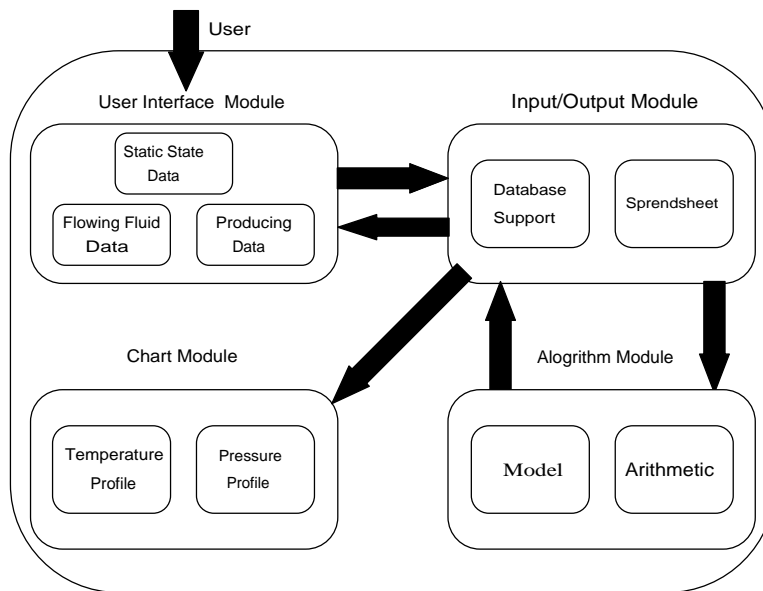 User
User Interface Module
Input/Output Module
Static State
Data
Flowing Fluid
Data
Producing
Data
Database
Support
Sprendsheet
Chart Module
Alogrithm Module
Temperature
Profile
Pressure
Profile
Model
Arithmetic